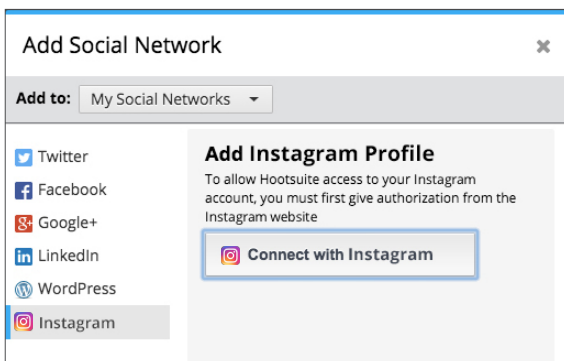 Add Social Network
Add to: My Social Networks
Twitter
Facebook
Google+
LinkedIn
WordPress
Instagram
Add Instagram Profile
To allow Hootsuite access to your Instagram
account, you must first give authorization from the
Instagram website
Connect with Instagram